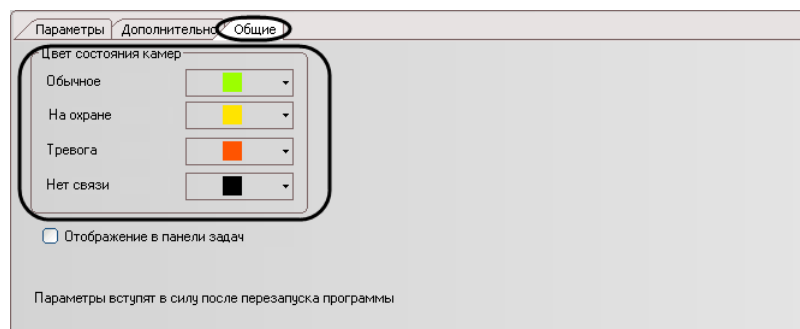 Параметры Дополнительно Общие
Цвет состояния камер
Обычное
На охране
Тревога
Нет связи
Отображение в панели задач
Параметры вступят в силу после перезапуска программы